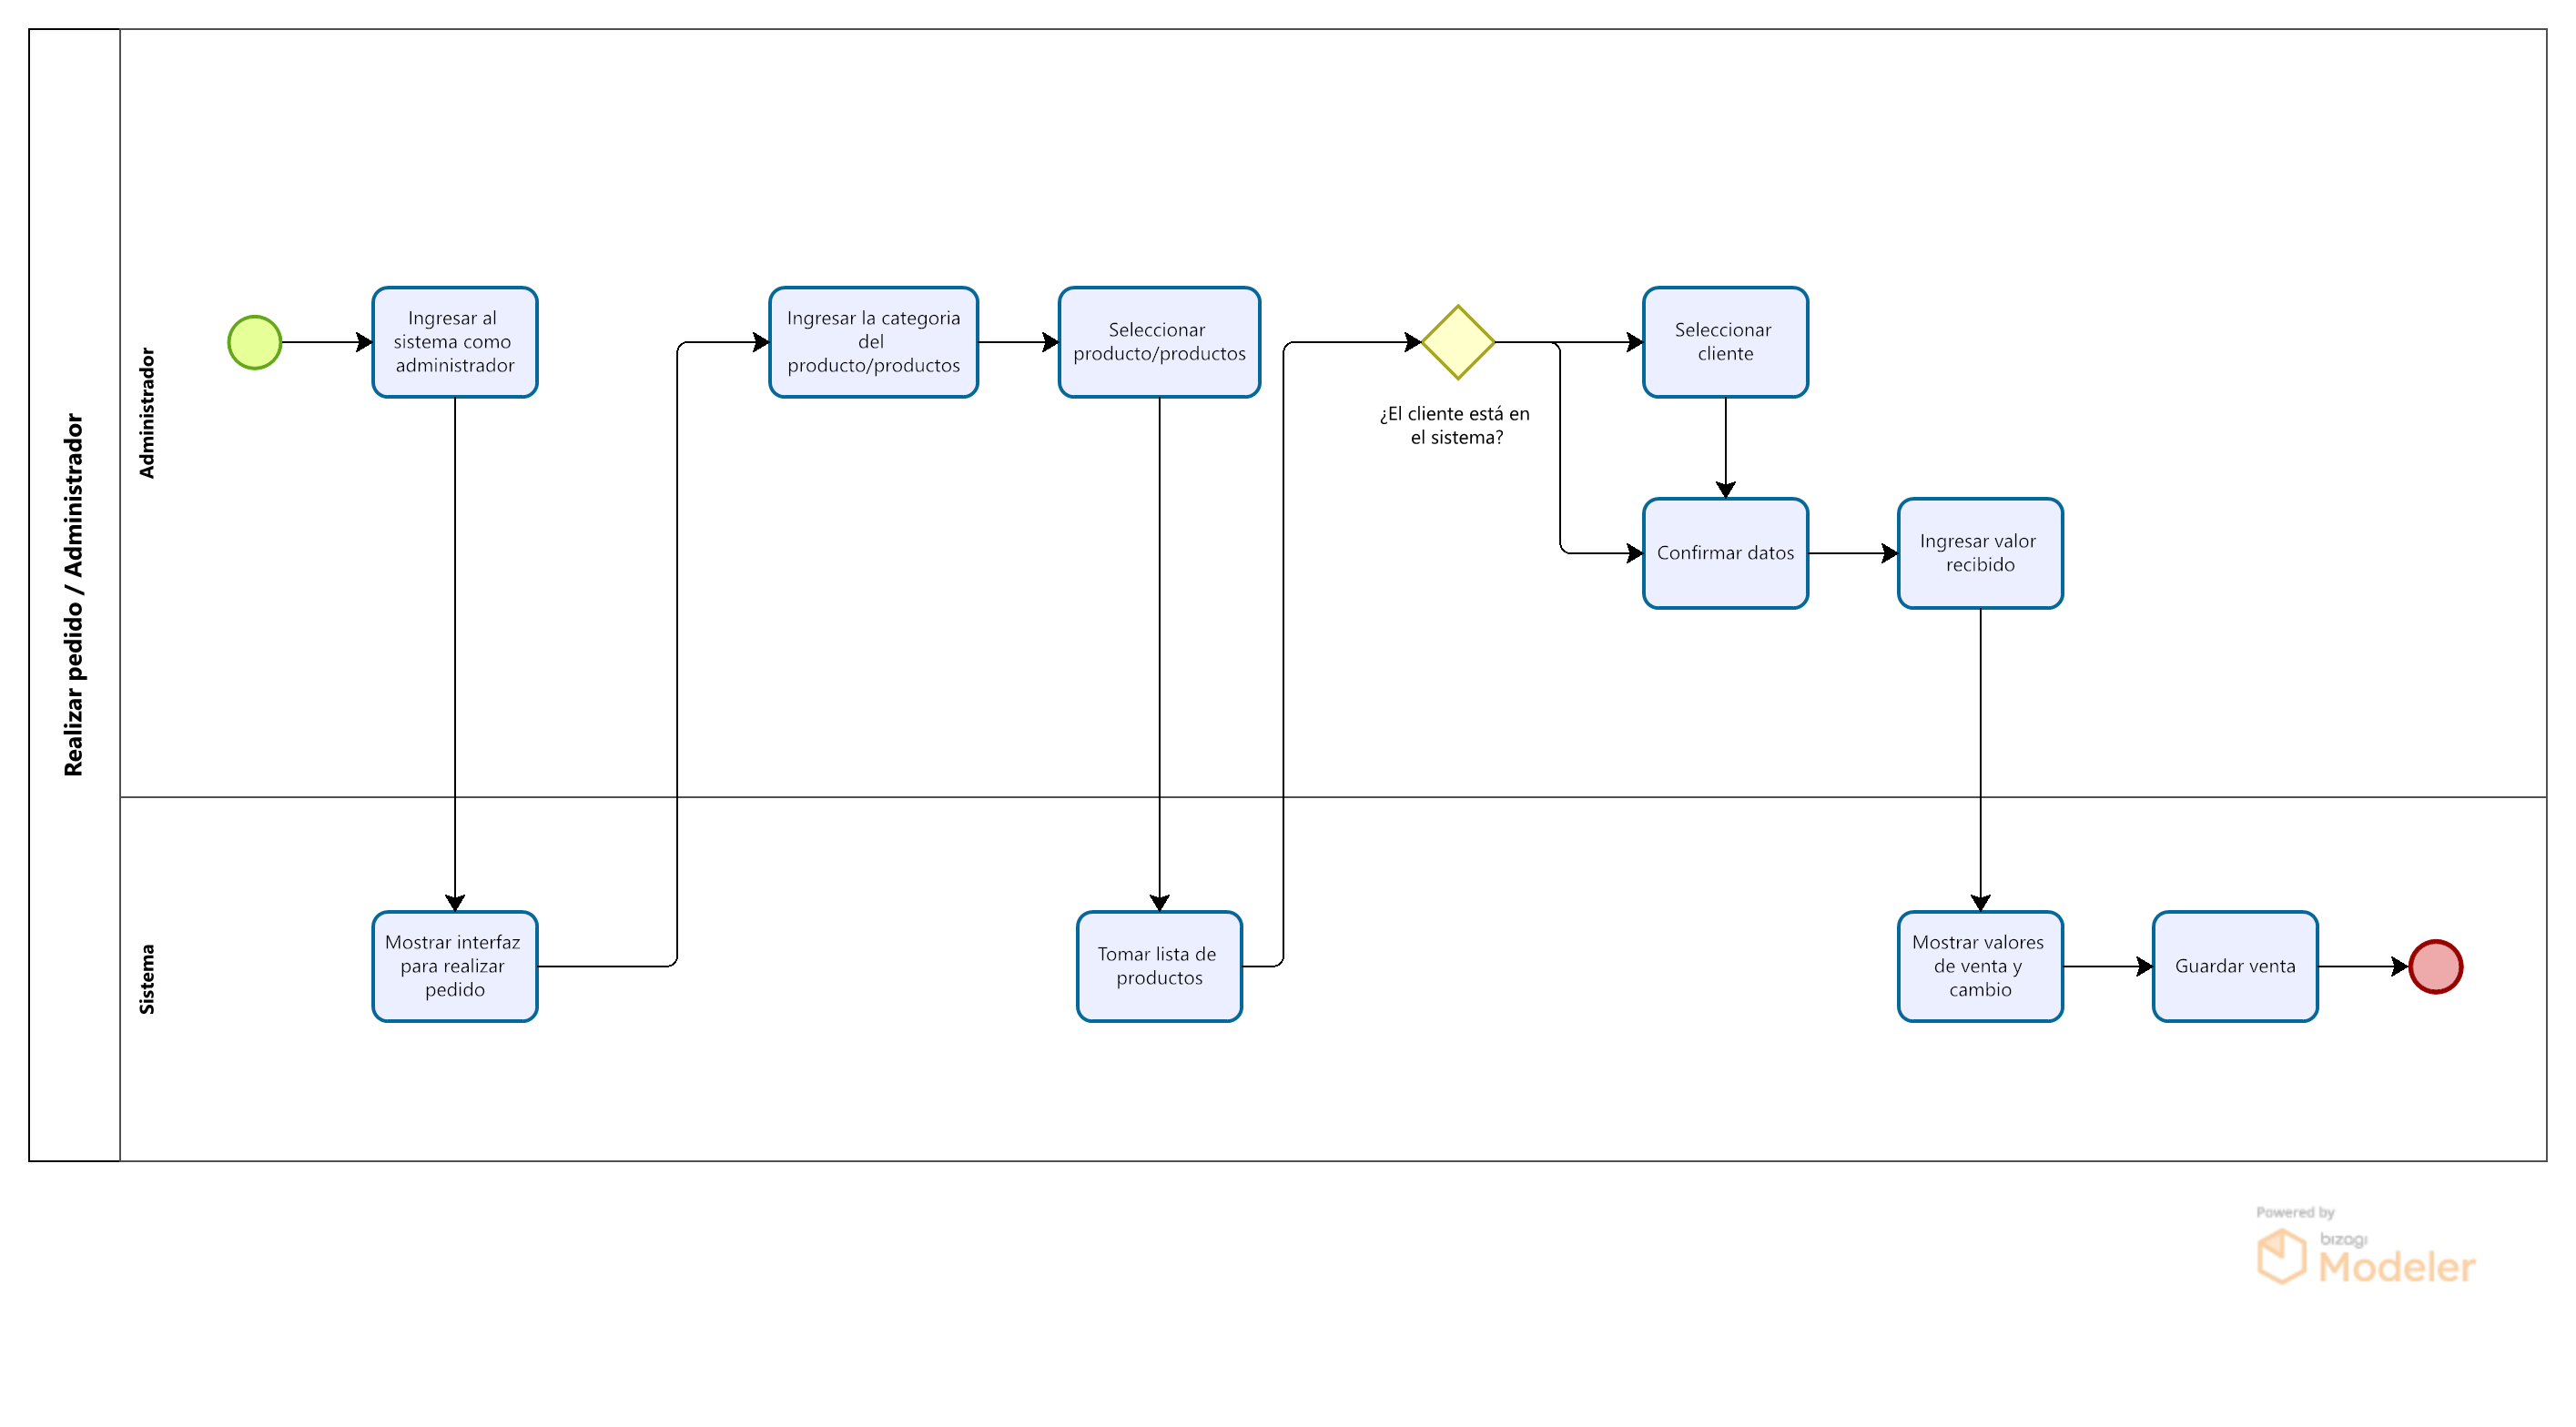 Realizar pedido / Administrador
Administrador
Ingresar al
sistema como
administrador
Ingresar la categoria
del
producto/productos
Seleccionar
producto/productos
¿El cliente está en
el sistema?
Seleccionar
cliente
Confirmar datos
Ingresar valor
recibido
Sistema
Mostrar interfaz
para realizar
pedido
Tomar lista de
productos
Mostrar valores
de venta y
cambio
Guardar venta
Powered by
bizagi
Modeler